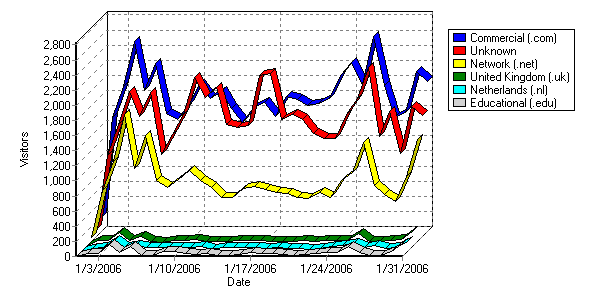 2,800
2,600
2,400
2,200
2,000
1,800
1,600
1,400
1,200
1,000
800
600
400
200
0
Visitors
1/3/2006 1/10/2006 1/17/2006 1/24/2006 1/31/2006
Date
Commercial (.com)
Unknown
Network (.net)
United Kingdom (.uk)
Netherlands (.nl)
Educational (.edu)